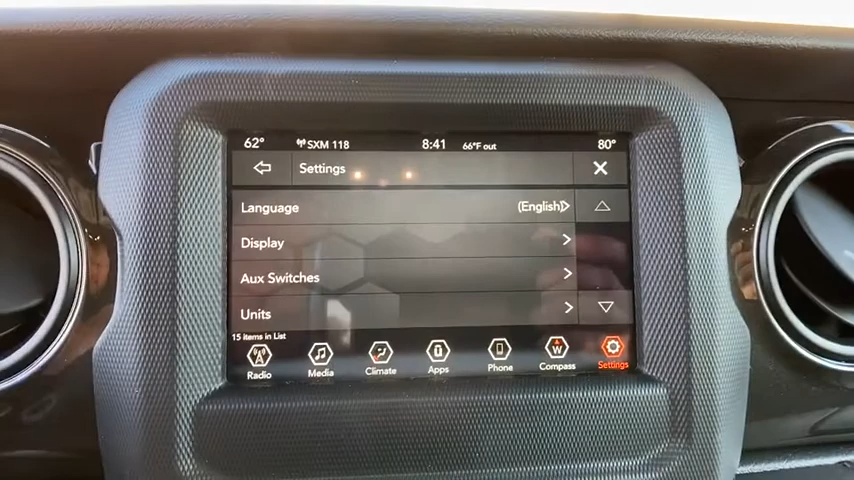 62° SXM 118 8:41 66°F out 80°
Settings X
Language (English)
Display
Aux Switches
Units
15 items in List
W
Radio Media Climate Apps Phone Compass Settings